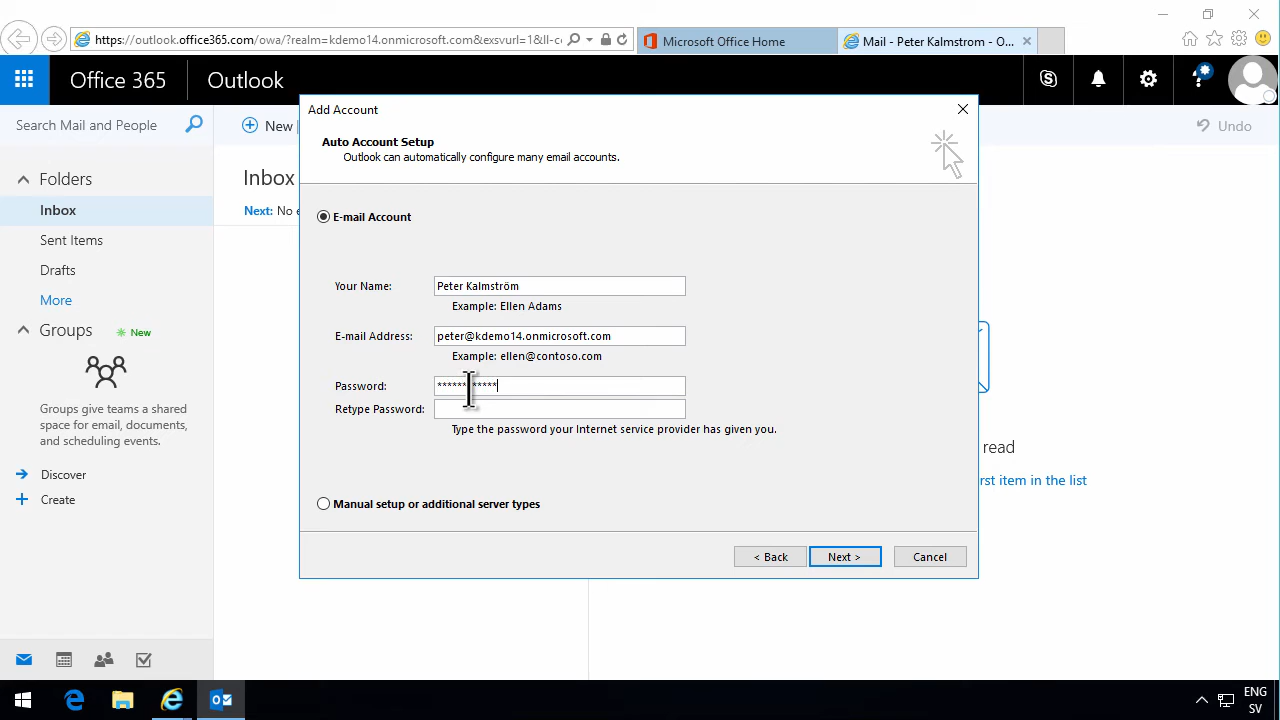 https://outlook.office365.com/owa/?realm=kdemo14.onmicrosoft.com&exsvurl=1&ll-c
Microsoft Office Home
Mail - Peter Kalmstrom - O...
Office 365
Outlook
?
Search Mail and People
New
Undo
Folders
Inbox
Sent Items
Drafts
More
Groups
New
Groups give teams a shared
space for email, documents,
and scheduling events.
Discover
Create
Inbox
Next: No e
Add Account
Auto Account Setup
Outlook can automatically configure many email accounts.
E-mail Account
Your Name: Peter Kalmström
Example: Ellen Adams
E-mail Address: peter@kdemo14.onmicrosoft.com
Example: ellen@contoso.com
Password:
Retype Password:
Type the password your Internet service provider has given you.
Manual setup or additional server types
< Back
Next >
Cancel
read
rst item in the list
ENG
SV